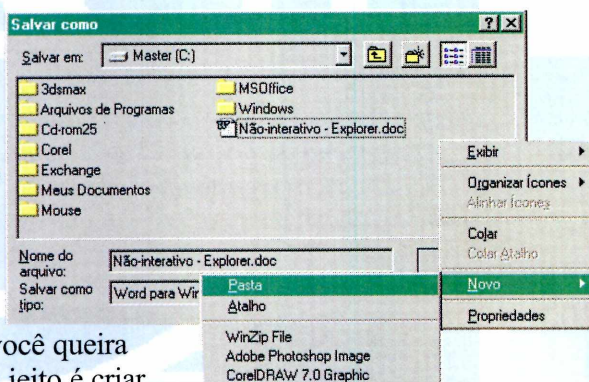 Salvar como
Salvar em: Master (C:)
3dsmax
Arquivos de Programas
Cd-rom25
Corel
Exchange
Meus Documentos
Mouse
MSOffice
Windows
Não-interativo - Explorer.doc
Exibir
Organizar Ícones
Alinhar Ícones
Colar
Colar Atalho
Novo
Propriedades
Nome do
arquivo:
Não-interativo - Explorer.doc
Salvar como
tipo:
Word para Win
Pasta
Atalho
WinZip File
Adobe Photoshop Image
CorelDRAW 7.0 Graphic
você queira
jeito é criar